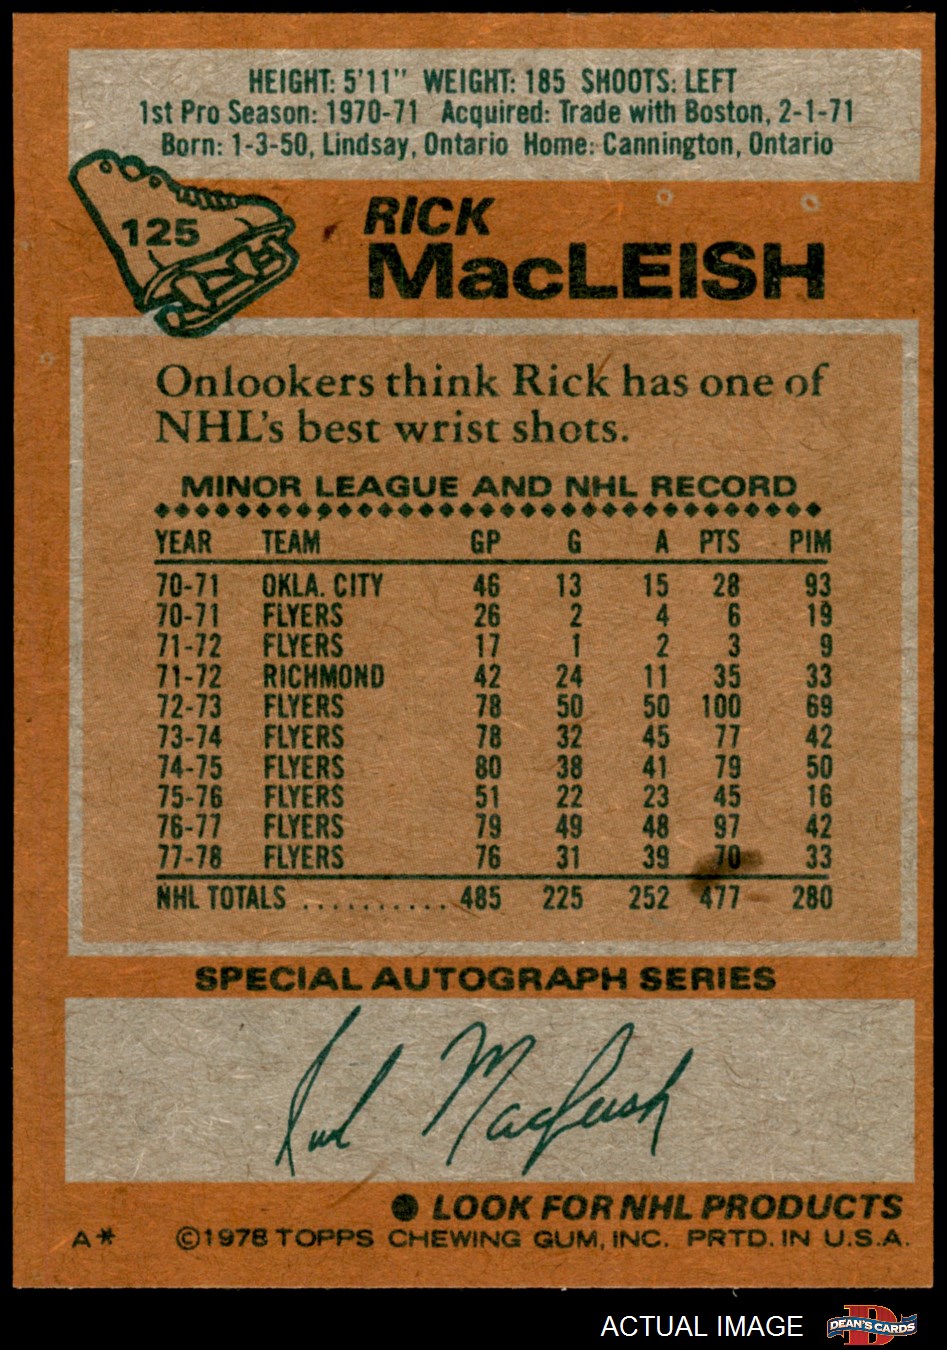 HEIGHT: 5'11" WEIGHT: 185 SHOOTS: LEFT
1st Pro Season: 1970-71 Acquired: Trade with Boston, 2-1-71
Born: 1-3-50, Lindsay, Ontario Home: Cannington, Ontario
125
RICK
MacLEISH
Onlookers think Rick has one of
NHL's best wrist shots.
MINOR LEAGUE AND NHL RECORD
YEAR TEAM GP G A PTS PIM
70-71 OKLA. CITY 46 13 15 28 93
70-71 FLYERS 26 2 4 6 19
71-72 FLYERS 17 1 2 3 9
71-72 RICHMOND 42 24 11 35 33
72-73 FLYERS 78 50 50 100 69
73-74 FLYERS 78 32 45 77 42
74-75 FLYERS 80 38 41 79 50
75-76 FLYERS 51 22 23 45 16
76-77 FLYERS 79 49 48 97 42
77-78 FLYERS 76 31 39 70 33
NHL TOTALS .......... 485 225 252 477 280
SPECIAL AUTOGRAPH SERIES
Rick MacLeish
● LOOK FOR NHL PRODUCTS
A* ©1978 TOPPS CHEWING GUM, INC. PRTD. IN U.S.A.
ACTUAL IMAGE D DEAN'S CARDS